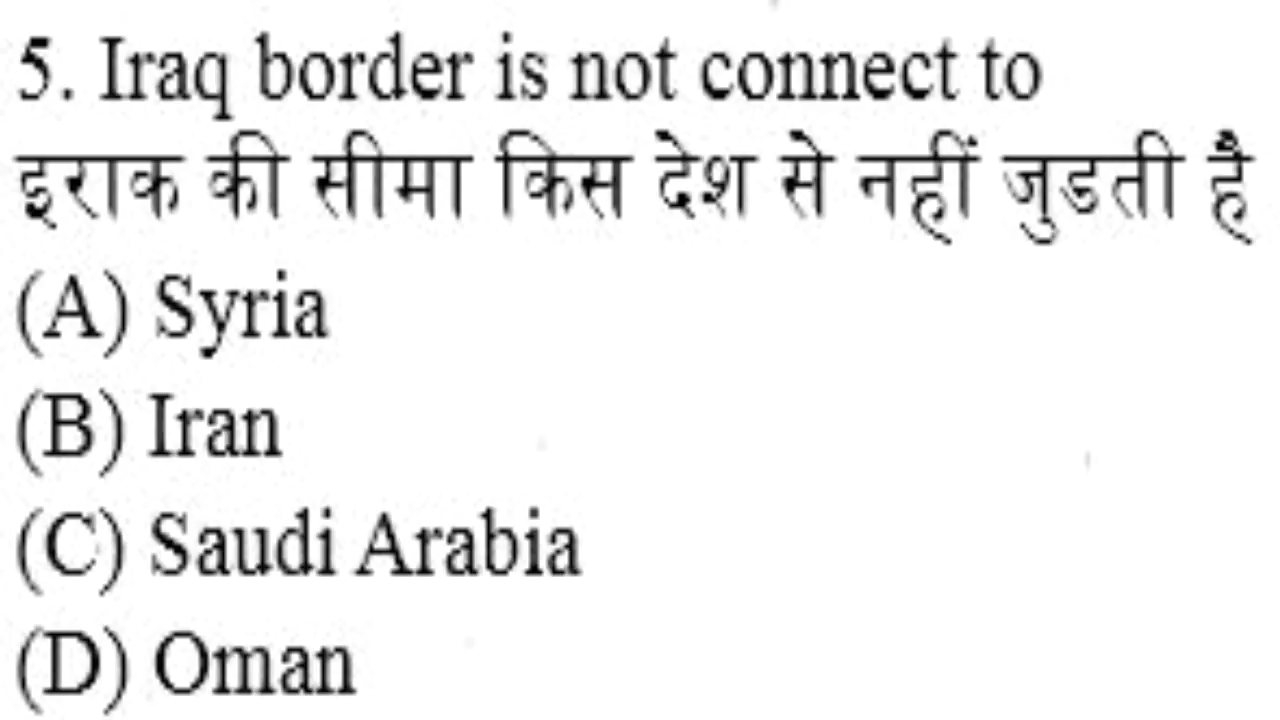 5. Iraq border is not connect to
इराक की सीमा किस देश से नहीं जुडती है
(A) Syria
(B) Iran
(C) Saudi Arabia
(D) Oman